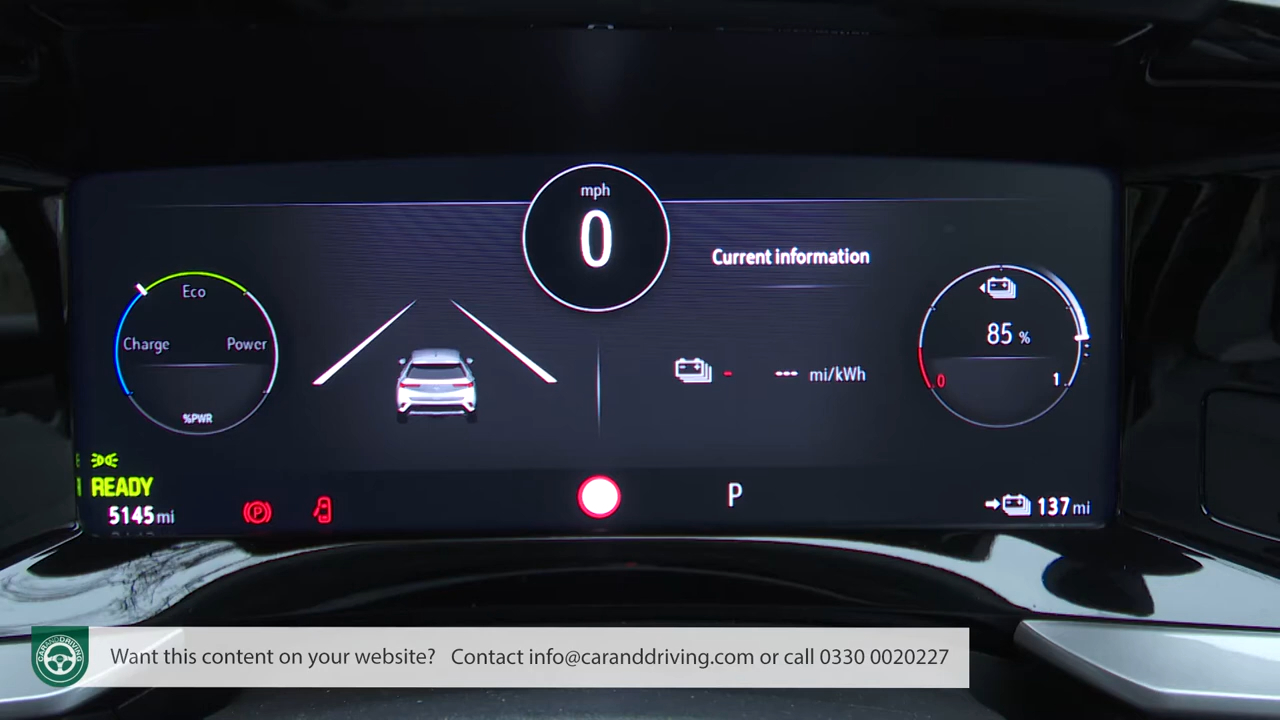 mph
0
Current information
Eco
Charge
Power
%PWR
85 %
0
1
--- mi/kWh
READY
5145 mi
P
P
137 mi
CARANDDRIVING
Want this content on your website? Contact info@caranddriving.com or call 0330 0020227